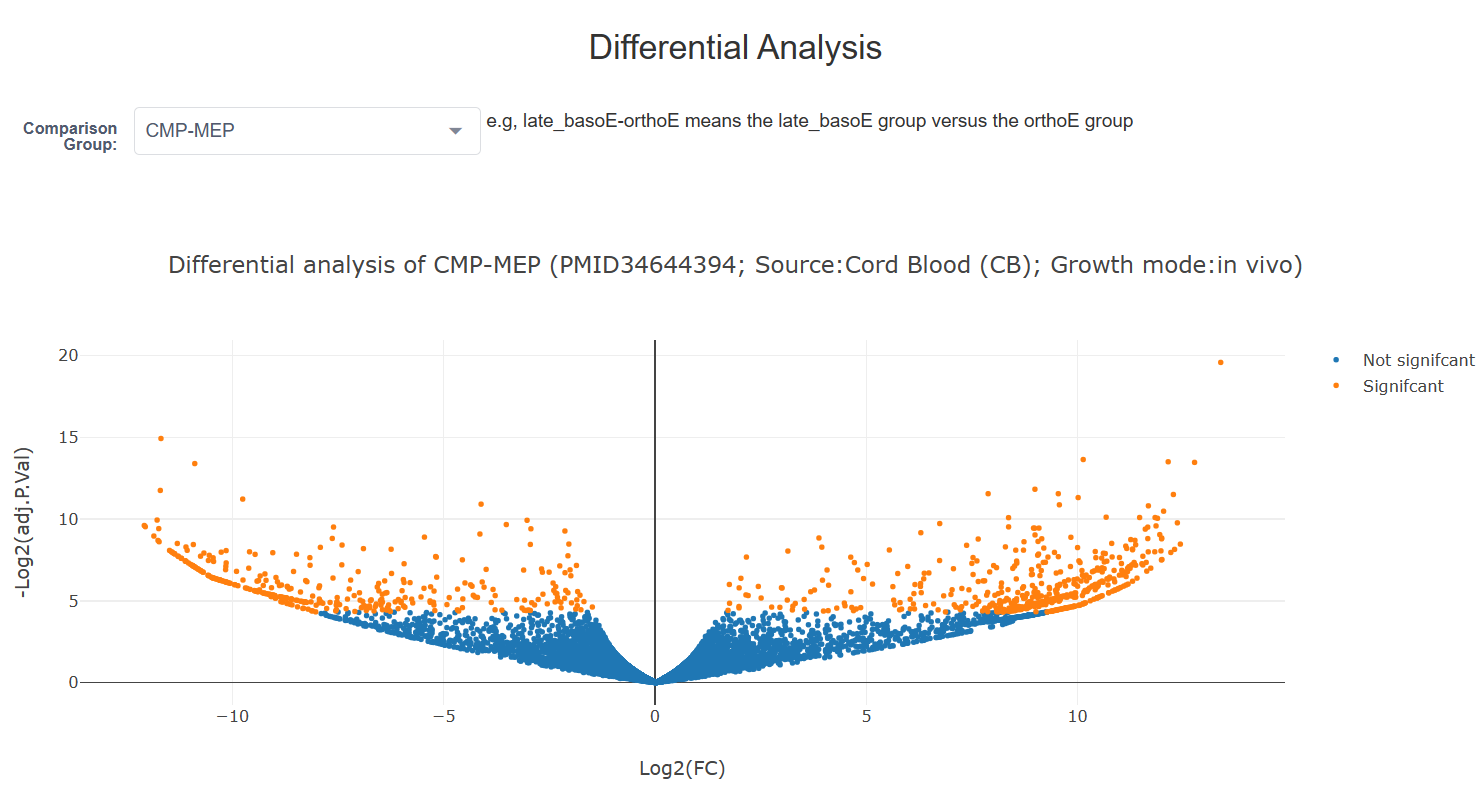 Differential Analysis
Comparison Group:
CMP-MEP
e.g, late_basoE-orthoE means the late_basoE group versus the orthoE group
Differential analysis of CMP-MEP (PMID34644394; Source:Cord Blood (CB); Growth mode:in vivo)
20
15
10
5
0
-Log2(adj.P.Val)
−10
−5
0
5
10
Log2(FC)
Not signifcant
Signifcant